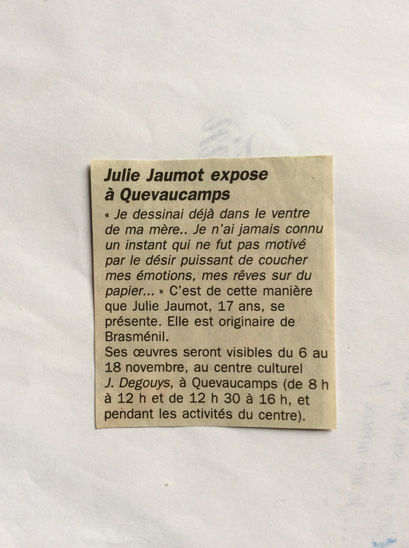 Julie Jaumot expose
à Quevaucamps
« Je dessinai déjà dans le ventre
de ma mère.. Je n'ai jamais connu
un instant qui ne fut pas motivé
par le désir puissant de coucher
mes émotions, mes rêves sur du
papier... » C'est de cette manière
que Julie Jaumot, 17 ans, se
présente. Elle est originaire de
Brasménil.
Ses œuvres seront visibles du 6 au
18 novembre, au centre culturel
J. Degouys, à Quevaucamps (de 8 h
à 12 h et de 12 h 30 à 16 h, et
pendant les activités du centre).